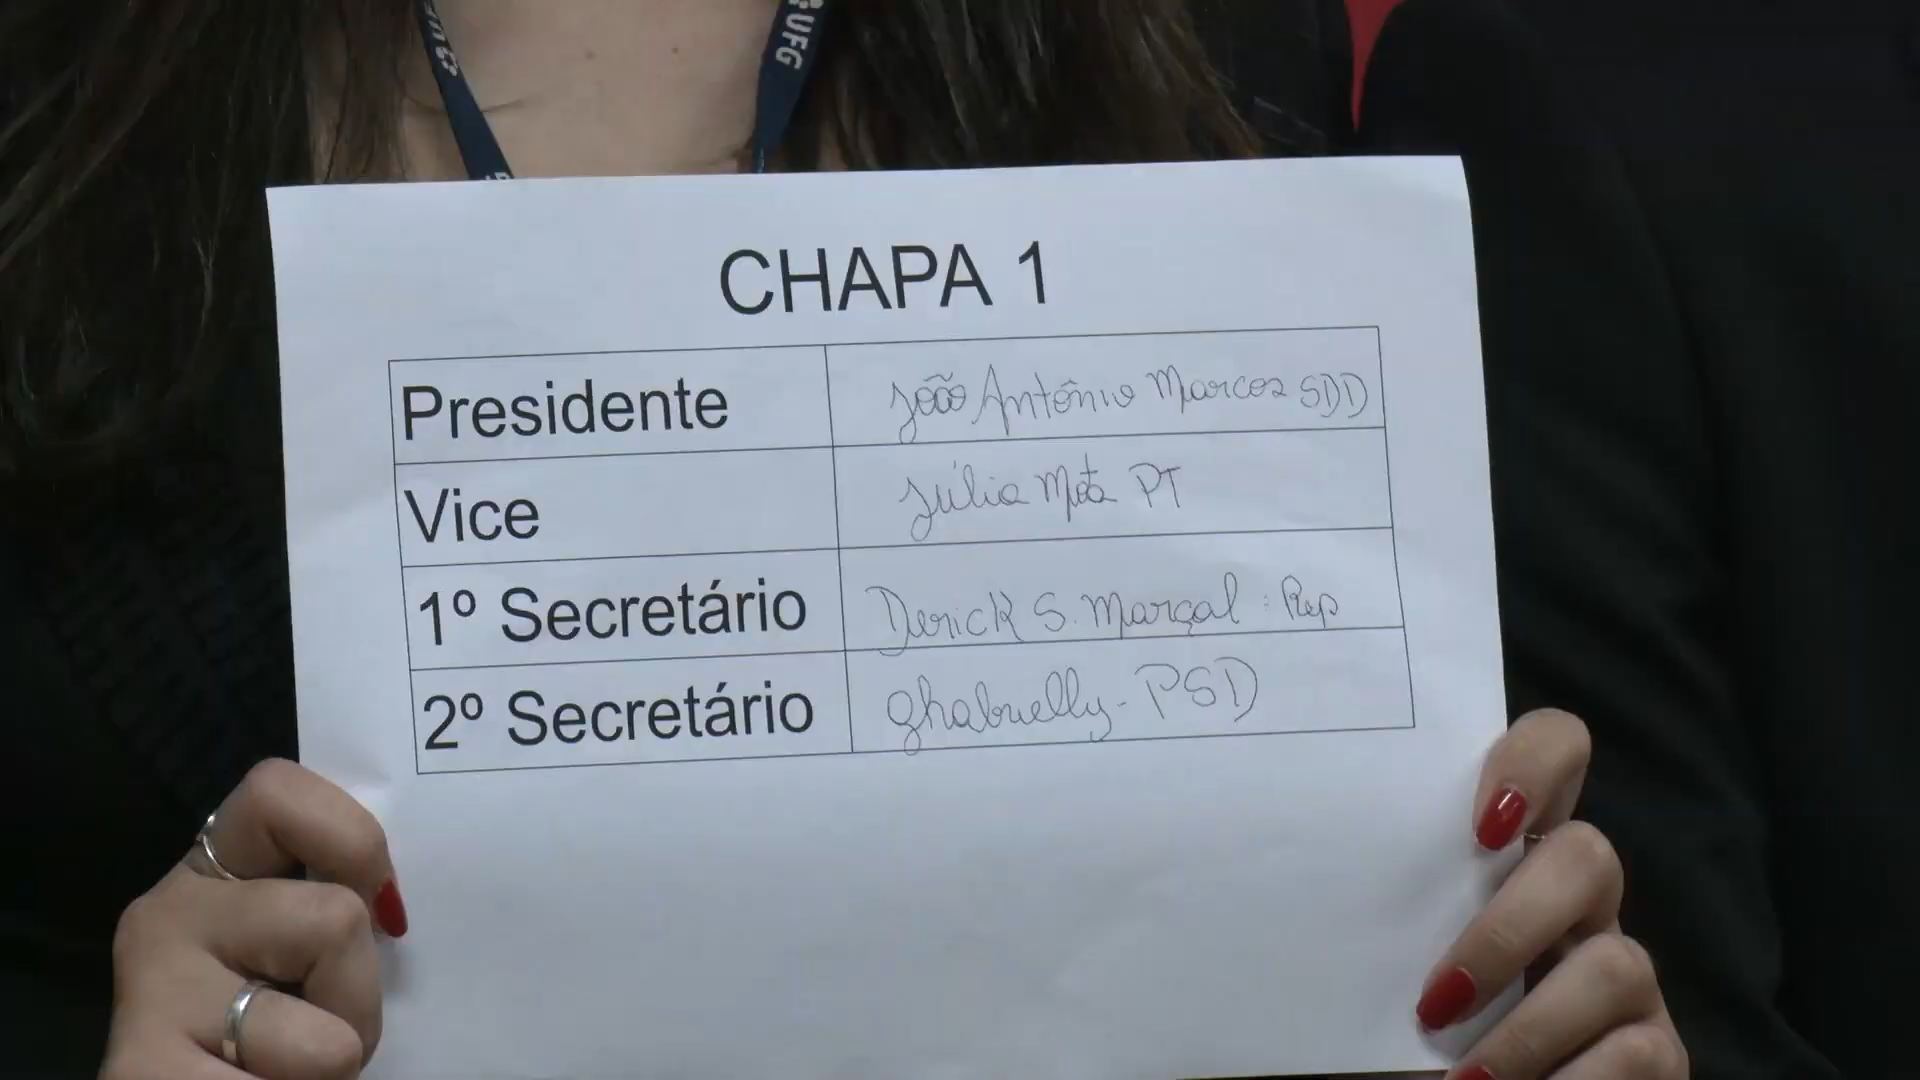 UFG
CHAPA 1
Presidente João Antônio Marcos SDD
Vice Júlia Mota PT
1º Secretário Derick S. Marçal : Rep
2º Secretário Ghabrielly - PSD